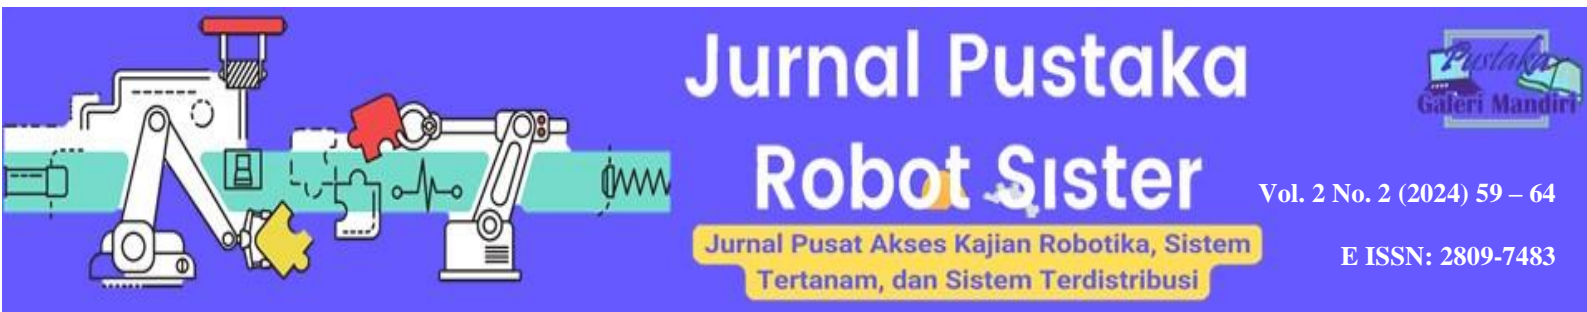 Jurnal Pustaka
Robot Sister
Jurnal Pusat Akses Kajian Robotika, Sistem
Tertanam, dan Sistem Terdistribusi
Pustaka
Galeri Mandiri
Vol. 2 No. 2 (2024) 59 – 64
E ISSN: 2809-7483